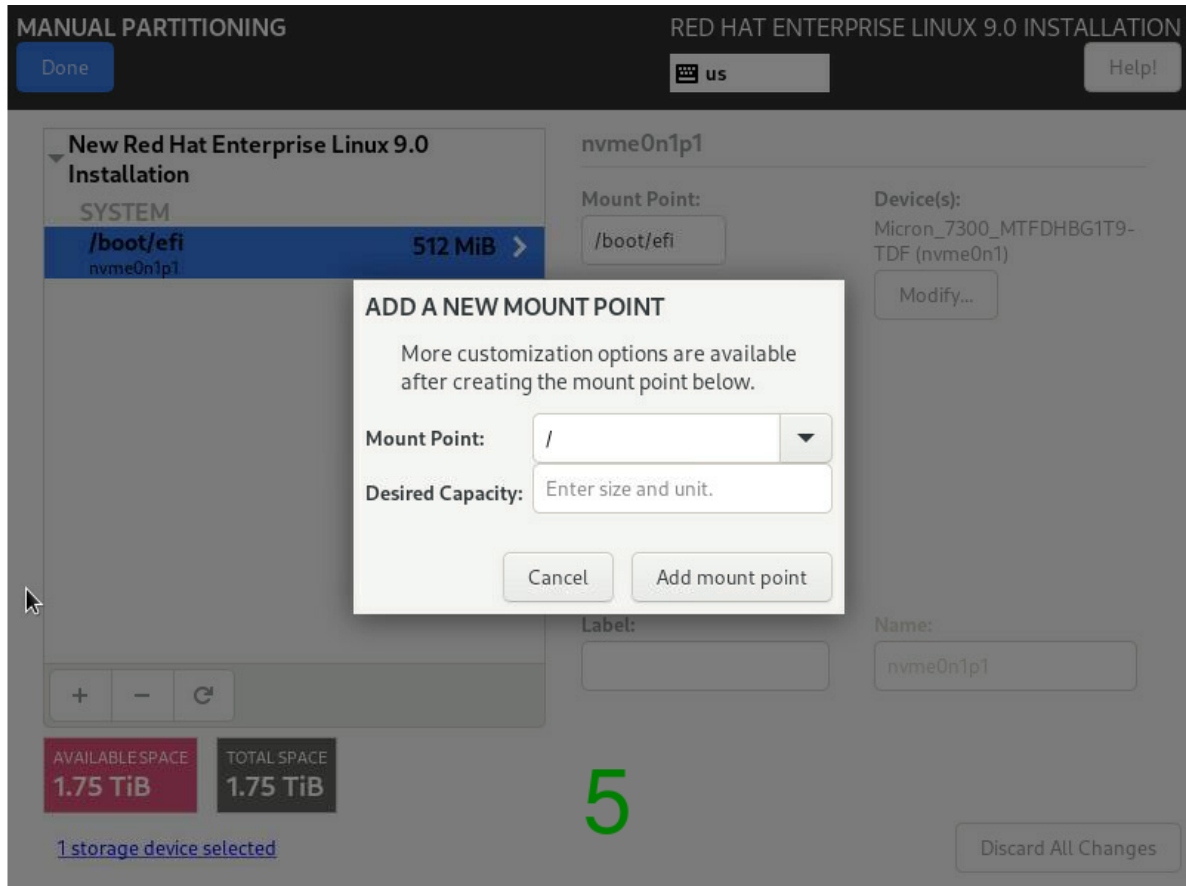 MANUAL PARTITIONING
RED HAT ENTERPRISE LINUX 9.0 INSTALLATION
Done
us
Help!
New Red Hat Enterprise Linux 9.0
Installation
SYSTEM
/boot/efi
512 MiB
nvme0n1p1
nvme0n1p1
Mount Point:
/boot/efi
Device(s):
Micron_7300_MTFDHBG1T9-
TDF (nvme0n1)
Modify...
ADD A NEW MOUNT POINT
More customization options are available
after creating the mount point below.
Mount Point:
/
Desired Capacity:
Enter size and unit.
Cancel
Add mount point
Label:
Name:
nvme0n1p1
+
-
AVAILABLE SPACE
1.75 TiB
TOTAL SPACE
1.75 TiB
5
1 storage device selected
Discard All Changes